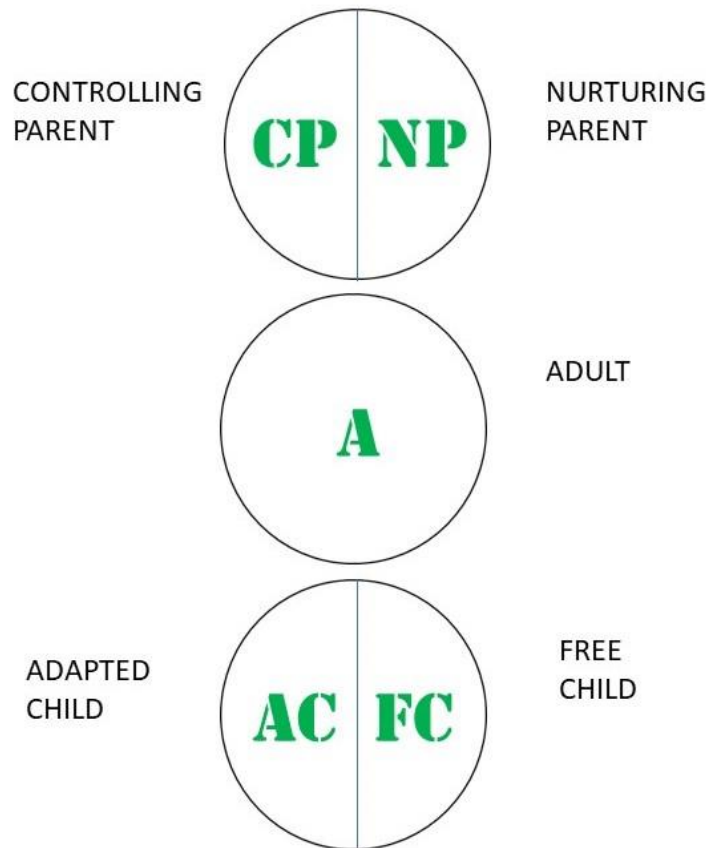 CONTROLLING
PARENT
CP
NP
NURTURING
PARENT
A
ADULT
ADAPTED
CHILD
AC
FC
FREE
CHILD